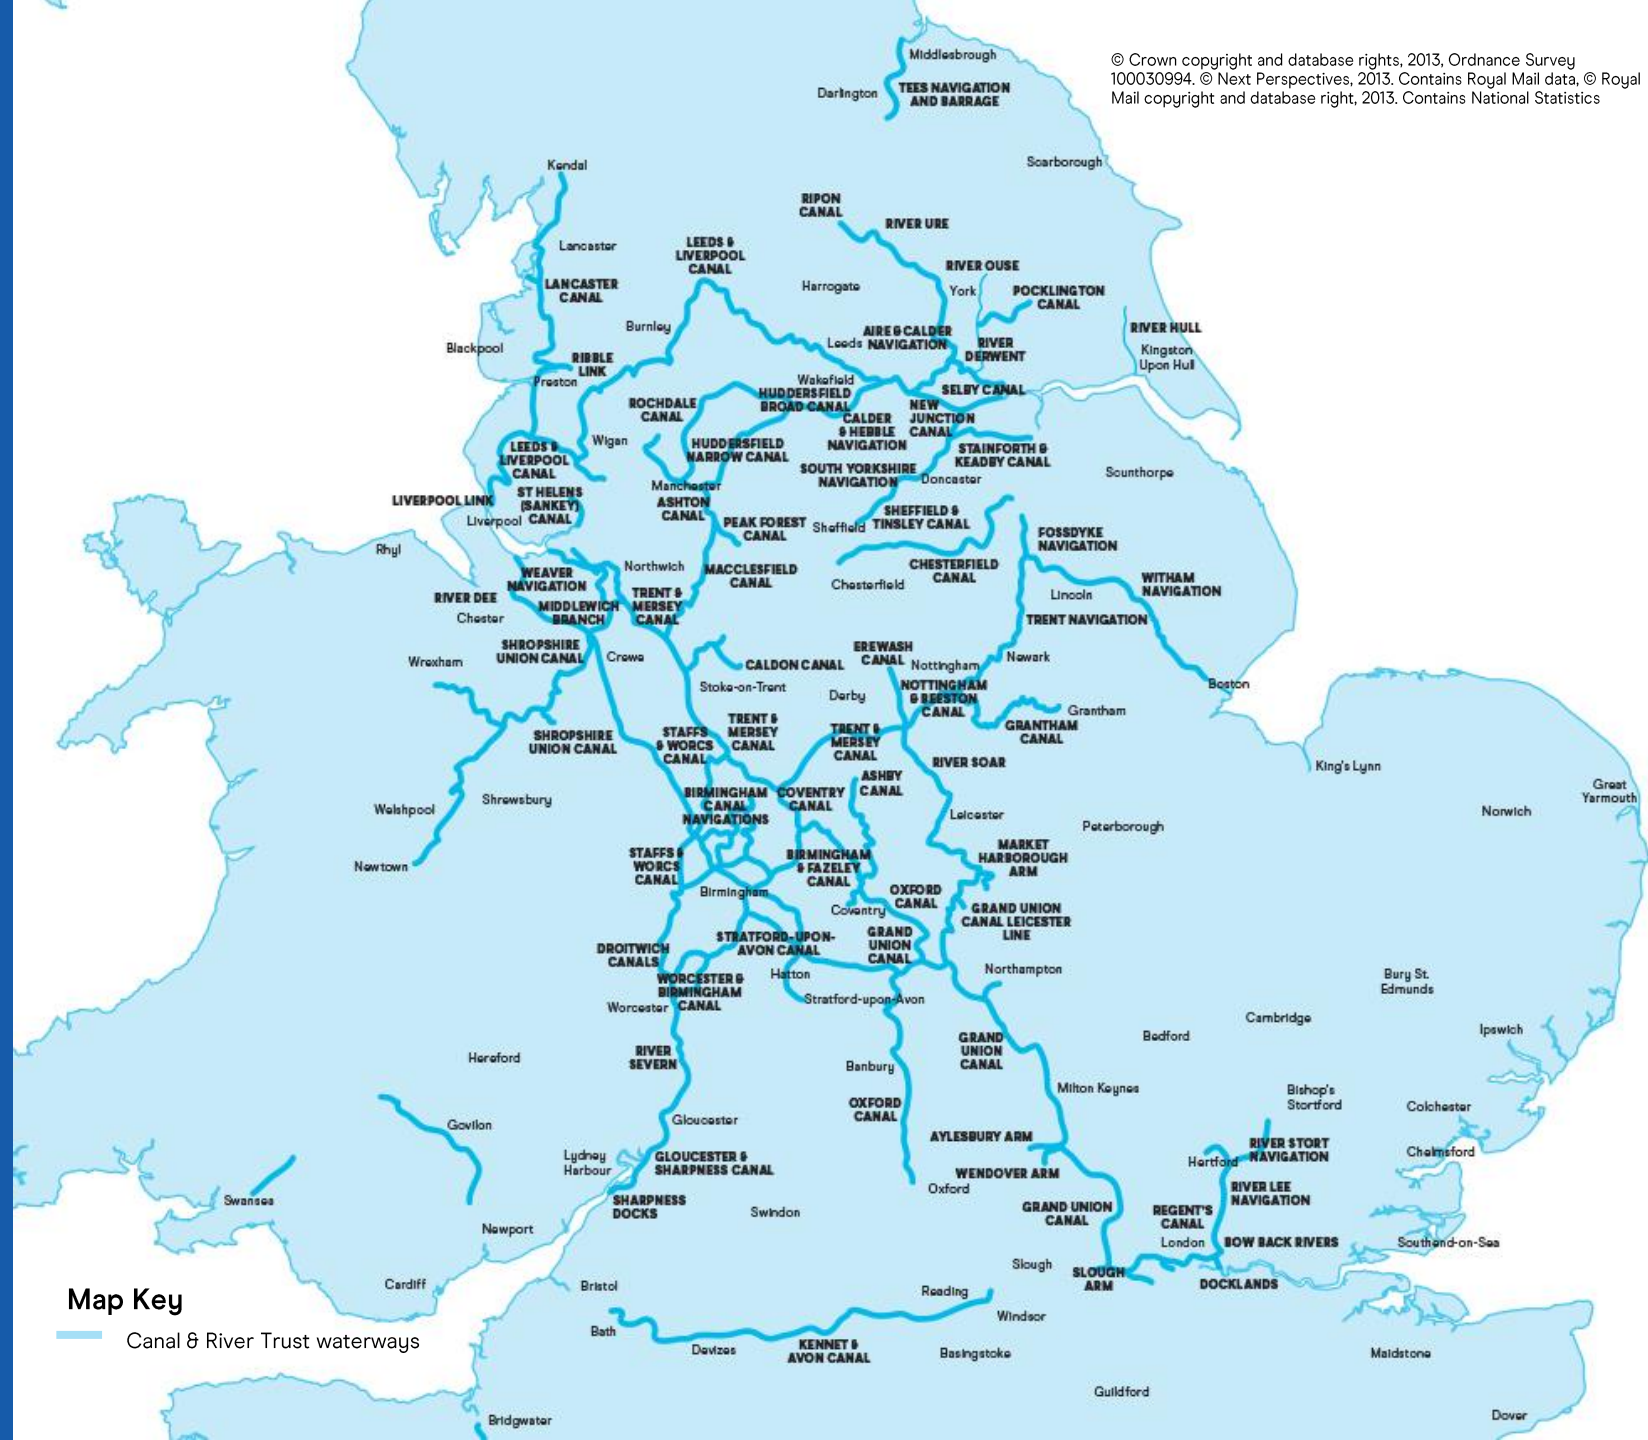 Middlesbrough
© Crown copyright and database rights, 2013, Ordnance Survey
100030994. © Next Perspectives, 2013. Contains Royal Mail data, © Royal
Mail copyright and database right, 2013. Contains National Statistics
Darlington
TEES NAVIGATION
AND BARRAGE
Scarborough
Kendal
RIPON
CANAL
RIVER URE
Lancaster
LEEDS &
LIVERPOOL
CANAL
RIVER OUSE
LANCASTER
CANAL
Harrogate
York
POCKLINGTON
CANAL
Burnley
AIRE & CALDER
NAVIGATION
Leeds
RIVER HULL
Blackpool
RIBBLE
LINK
RIVER
DERWENT
Kingston
Upon Hull
Preston
Wakefield
HUDDERSFIELD
BROAD CANAL
SELBY CANAL
ROCHDALE
CANAL
CALDER
& HEBBLE
NAVIGATION
NEW
JUNCTION
CANAL
LEEDS &
LIVERPOOL
CANAL
Wigan
HUDDERSFIELD
NARROW CANAL
STAINFORTH &
KEADBY CANAL
SOUTH YORKSHIRE
NAVIGATION
Doncaster
Scunthorpe
LIVERPOOL LINK
ST HELENS
(SANKEY)
CANAL
Manchester
ASHTON
CANAL
Liverpool
PEAK FOREST
CANAL
Sheffield
SHEFFIELD &
TINSLEY CANAL
FOSSDYKE
NAVIGATION
Rhyl
WEAVER
NAVIGATION
Northwich
MACCLESFIELD
CANAL
Chesterfield
CHESTERFIELD
CANAL
WITHAM
NAVIGATION
RIVER DEE
MIDDLEWICH
BRANCH
TRENT &
MERSEY
CANAL
Lincoln
Chester
TRENT NAVIGATION
SHROPSHIRE
UNION CANAL
Crewe
Wrexham
CALDON CANAL
EREWASH
CANAL
Nottingham
Newark
Stoke-on-Trent
Derby
NOTTINGHAM
& BEESTON
CANAL
Boston
Grantham
GRANTHAM
CANAL
SHROPSHIRE
UNION CANAL
STAFFS
& WORCS
CANAL
TRENT &
MERSEY
CANAL
TRENT &
MERSEY
CANAL
RIVER SOAR
King's Lynn
ASHBY
CANAL
Great
Yarmouth
Welshpool
Shrewsbury
BIRMINGHAM
CANAL
NAVIGATIONS
COVENTRY
CANAL
Leicester
Peterborough
Norwich
Newtown
STAFFS &
WORCS
CANAL
BIRMINGHAM
& FAZELEY
CANAL
MARKET
HARBOROUGH
ARM
Birmingham
OXFORD
CANAL
Coventry
GRAND UNION
CANAL LEICESTER
LINE
DROITWICH
CANALS
STRATFORD-UPON-
AVON CANAL
GRAND
UNION
CANAL
Hatton
Northampton
Bury St.
Edmunds
WORCESTER &
BIRMINGHAM
CANAL
Worcester
Stratford-upon-Avon
Cambridge
Ipswich
Hereford
RIVER
SEVERN
GRAND
UNION
CANAL
Bedford
Banbury
Milton Keynes
Bishop's
Stortford
Colchester
Govilon
Gloucester
OXFORD
CANAL
AYLESBURY ARM
RIVER STORT
NAVIGATION
Chelmsford
Lydney
Harbour
GLOUCESTER &
SHARPNESS CANAL
Hertford
WENDOVER ARM
Oxford
RIVER LEE
NAVIGATION
Swansea
SHARPNESS
DOCKS
Swindon
GRAND UNION
CANAL
REGENT'S
CANAL
Newport
London
BOW BACK RIVERS
Southend-on-Sea
Slough
SLOUGH
ARM
DOCKLANDS
Cardiff
Map Key
Bristol
Reading
Canal & River Trust waterways
Windsor
Bath
Devizes
KENNET &
AVON CANAL
Basingstoke
Maidstone
Guildford
Bridgwater
Dover